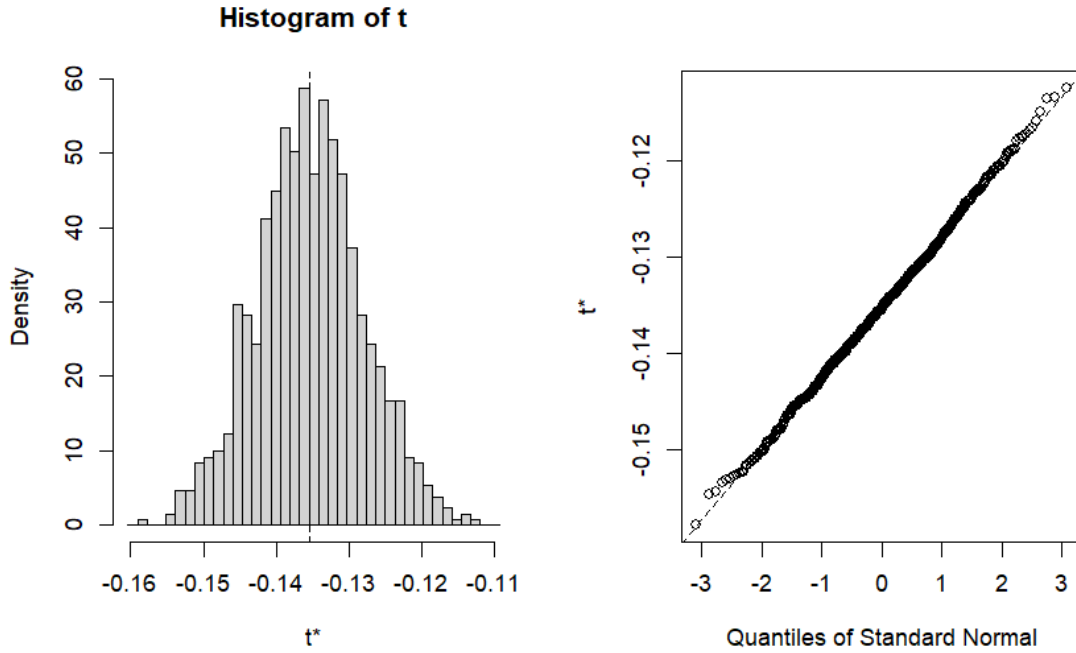 Histogram of t
60
50
40
30
20
10
0
Density
-0.16 -0.15 -0.14 -0.13 -0.12 -0.11
t*
-0.12
-0.13
-0.14
-0.15
t*
-3 -2 -1 0 1 2 3
Quantiles of Standard Normal